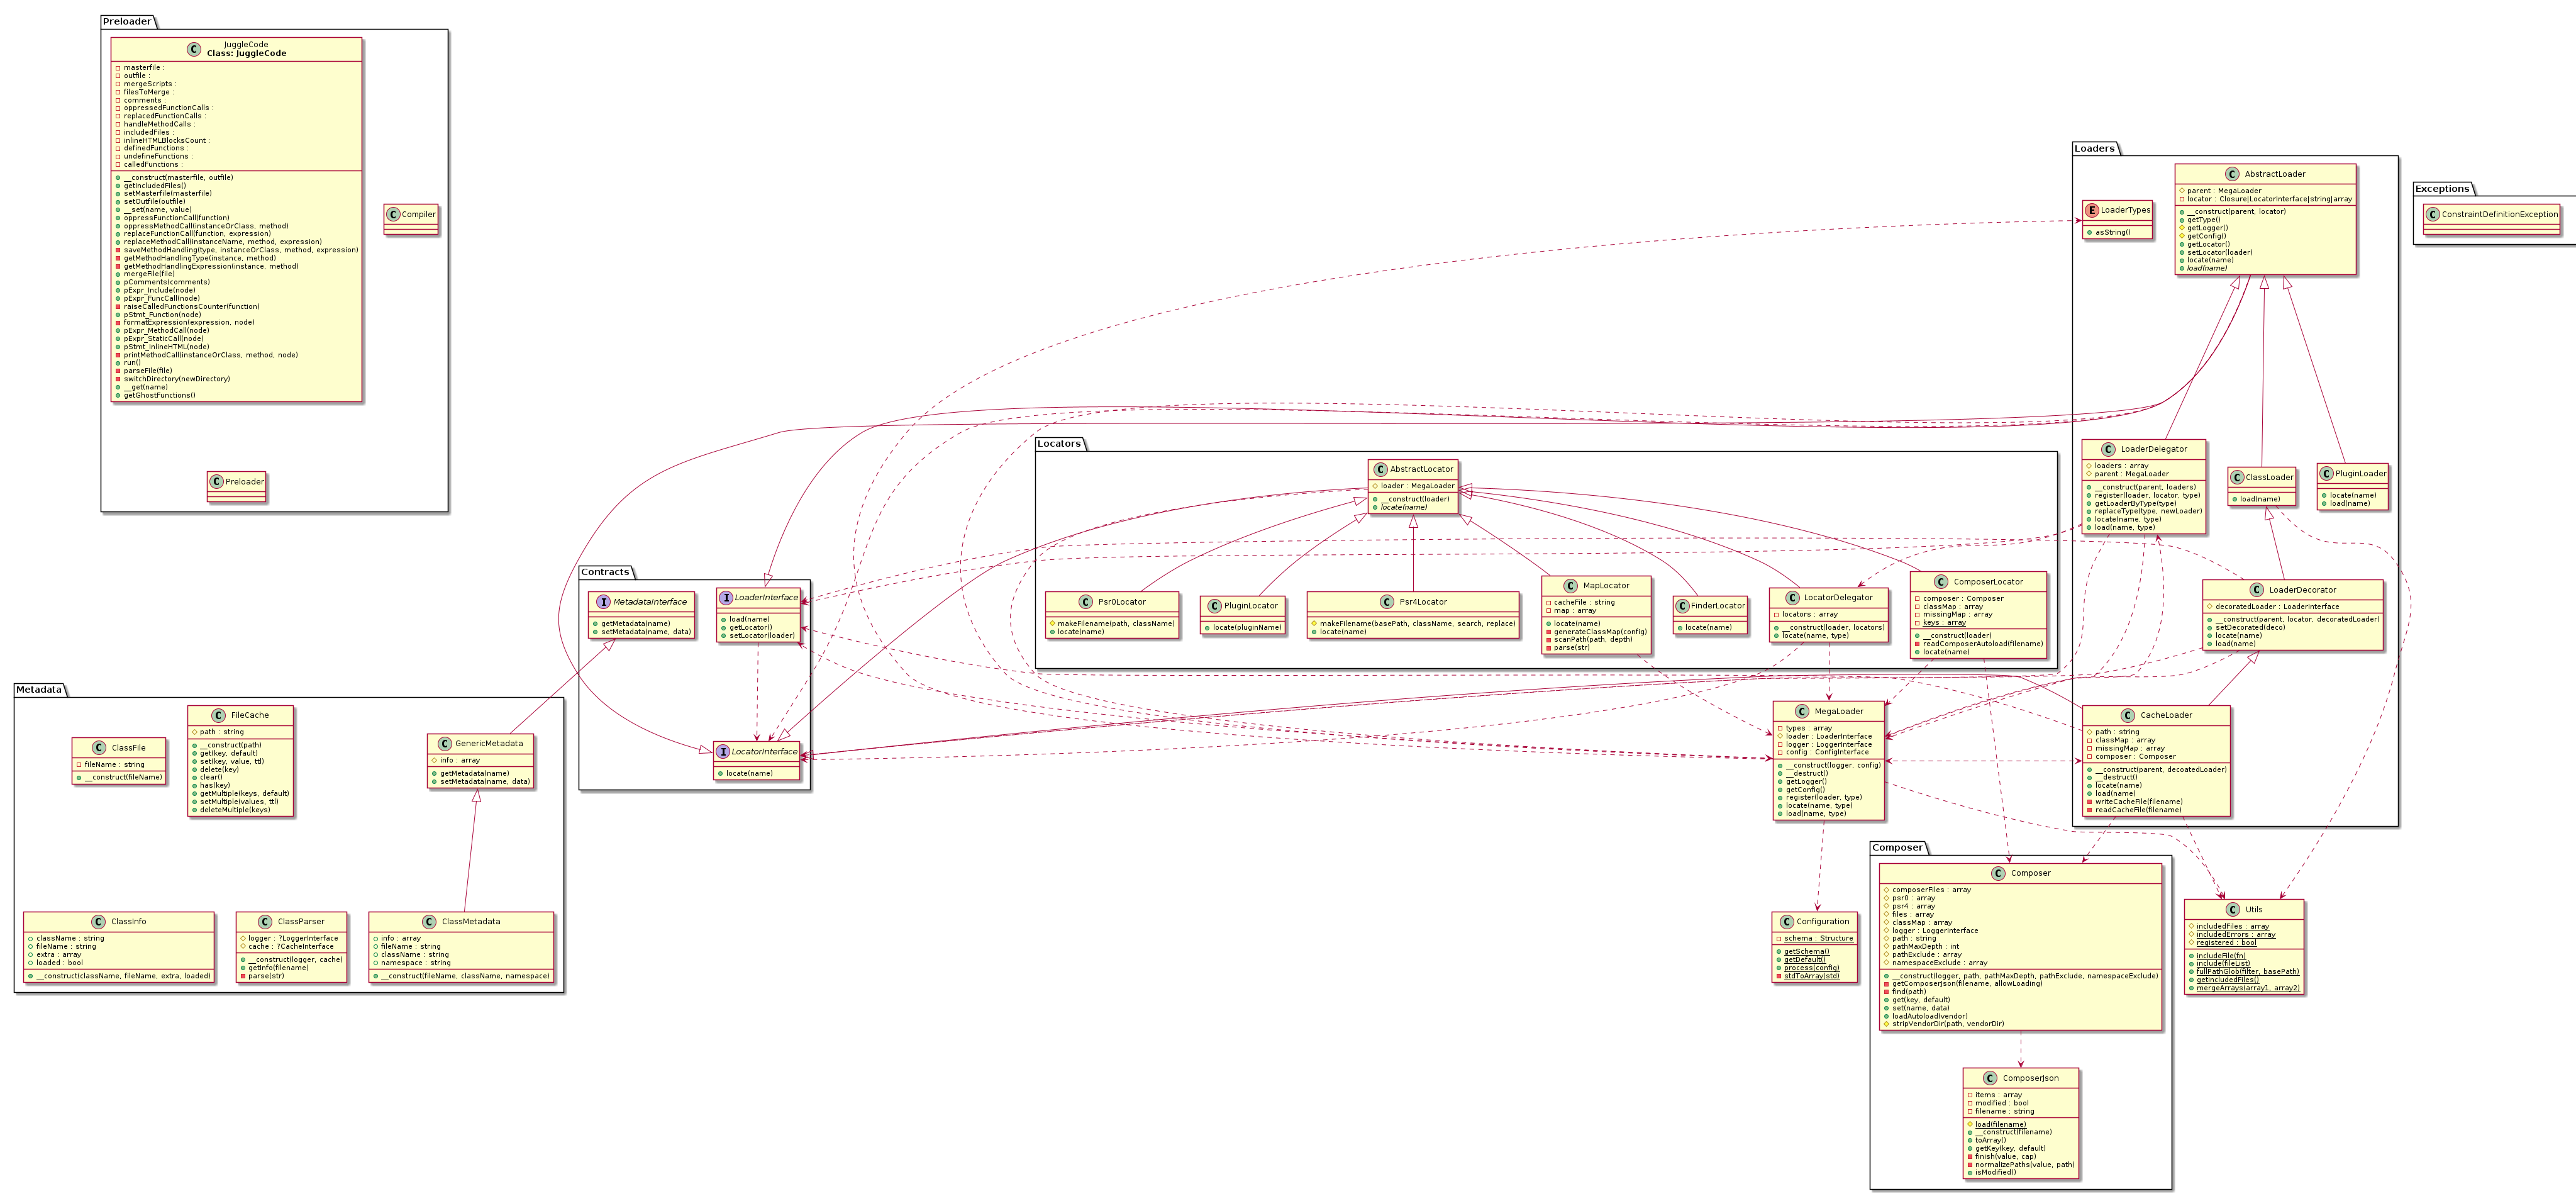 Preloader
JuggleCode
Class: JuggleCode
masterfile :
outfile :
mergeScripts :
filesToMerge :
comments :
oppressedFunctionCalls :
replacedFunctionCalls :
handleMethodCalls :
includedFiles :
inlineHTMLBlocksCount :
definedFunctions :
undefineFunctions :
calledFunctions :
__construct(masterfile, outfile)
getIncludedFiles()
setMasterfile(masterfile)
setOutfile(outfile)
__set(name, value)
oppressFunctionCall(function)
oppressMethodCall(instanceOrClass, method)
replaceFunctionCall(function, expression)
replaceMethodCall(instanceName, method, expression)
saveMethodHandling(type, instanceOrClass, method, expression)
getMethodHandlingType(instance, method)
getMethodHandlingExpression(instance, method)
mergeFile(file)
pComments(comments)
pExpr_Include(node)
pExpr_FuncCall(node)
raiseCalledFunctionsCounter(function)
pStmt_Function(node)
formatExpression(expression, node)
pExpr_MethodCall(node)
pExpr_StaticCall(node)
pStmt_InlineHTML(node)
printMethodCall(instanceOrClass, method, node)
run()
parseFile(file)
switchDirectory(newDirectory)
__get(name)
getGhostFunctions()
Compiler
Preloader
Loaders
LoaderTypes
asString()
AbstractLoader
parent : MegaLoader
locator : Closure|LocatorInterface|string|array
__construct(parent, locator)
getType()
getLogger()
getConfig()
getLocator()
setLocator(loader)
locate(name)
load(name)
Exceptions
ConstraintDefinitionException
LoaderDelegator
loaders : array
parent : MegaLoader
__construct(parent, loaders)
register(loader, locator, type)
getLoaderByType(type)
replaceType(type, newLoader)
locate(name, type)
load(name, type)
ClassLoader
load(name)
PluginLoader
locate(name)
load(name)
LoaderDecorator
decoratedLoader : LoaderInterface
__construct(parent, locator, decoratedLoader)
setDecorated(deco)
locate(name)
load(name)
CacheLoader
path : string
classMap : array
missingMap : array
composer : Composer
__construct(parent, decoatedLoader)
__destruct()
locate(name)
load(name)
writeCacheFile(filename)
readCacheFile(filename)
Locators
AbstractLocator
loader : MegaLoader
__construct(loader)
locate(name)
Psr0Locator
makeFilename(path, className)
locate(name)
PluginLocator
locate(pluginName)
Psr4Locator
makeFilename(basePath, className, search, replace)
locate(name)
MapLocator
cacheFile : string
map : array
locate(name)
generateClassMap(config)
scanPath(path, depth)
parse(str)
FinderLocator
locate(name)
LocatorDelegator
locators : array
__construct(loader, locators)
locate(name, type)
ComposerLocator
composer : Composer
classMap : array
missingMap : array
keys : array
__construct(loader)
readComposerAutoload(filename)
locate(name)
Contracts
MetadataInterface
getMetadata(name)
setMetadata(name, data)
LoaderInterface
load(name)
getLocator()
setLocator(loader)
LocatorInterface
locate(name)
Metadata
ClassFile
fileName : string
__construct(fileName)
FileCache
path : string
__construct(path)
get(key, default)
set(key, value, ttl)
delete(key)
clear()
has(key)
getMultiple(keys, default)
setMultiple(values, ttl)
deleteMultiple(keys)
GenericMetadata
info : array
getMetadata(name)
setMetadata(name, data)
ClassInfo
className : string
fileName : string
extra : array
loaded : bool
__construct(className, fileName, extra, loaded)
ClassParser
logger : ?LoggerInterface
cache : ?CacheInterface
__construct(logger, cache)
getInfo(filename)
parse(str)
ClassMetadata
info : array
fileName : string
className : string
namespace : string
__construct(fileName, className, namespace)
MegaLoader
types : array
loader : LoaderInterface
logger : LoggerInterface
config : ConfigInterface
__construct(logger, config)
__destruct()
getLogger()
getConfig()
register(loader, type)
locate(name, type)
load(name, type)
Configuration
schema : Structure
getSchema()
getDefault()
process(config)
stdToArray(std)
Composer
Composer
composerFiles : array
psr0 : array
psr4 : array
files : array
classMap : array
logger : LoggerInterface
path : string
pathMaxDepth : int
pathExclude : array
namespaceExclude : array
__construct(logger, path, pathMaxDepth, pathExclude, namespaceExclude)
getComposerJson(filename, allowLoading)
find(path)
get(key, default)
set(name, data)
loadAutoload(vendor)
stripVendorDir(path, vendorDir)
ComposerJson
items : array
modified : bool
filename : string
load(filename)
__construct(filename)
toArray()
getKey(key, default)
finish(value, cap)
normalizePaths(value, path)
isModified()
Utils
includedFiles : array
includedErrors : array
registered : bool
includeFile(fn)
include(fileList)
fullPathGlob(filter, basePath)
getIncludedFiles()
mergeArrays(array1, array2)